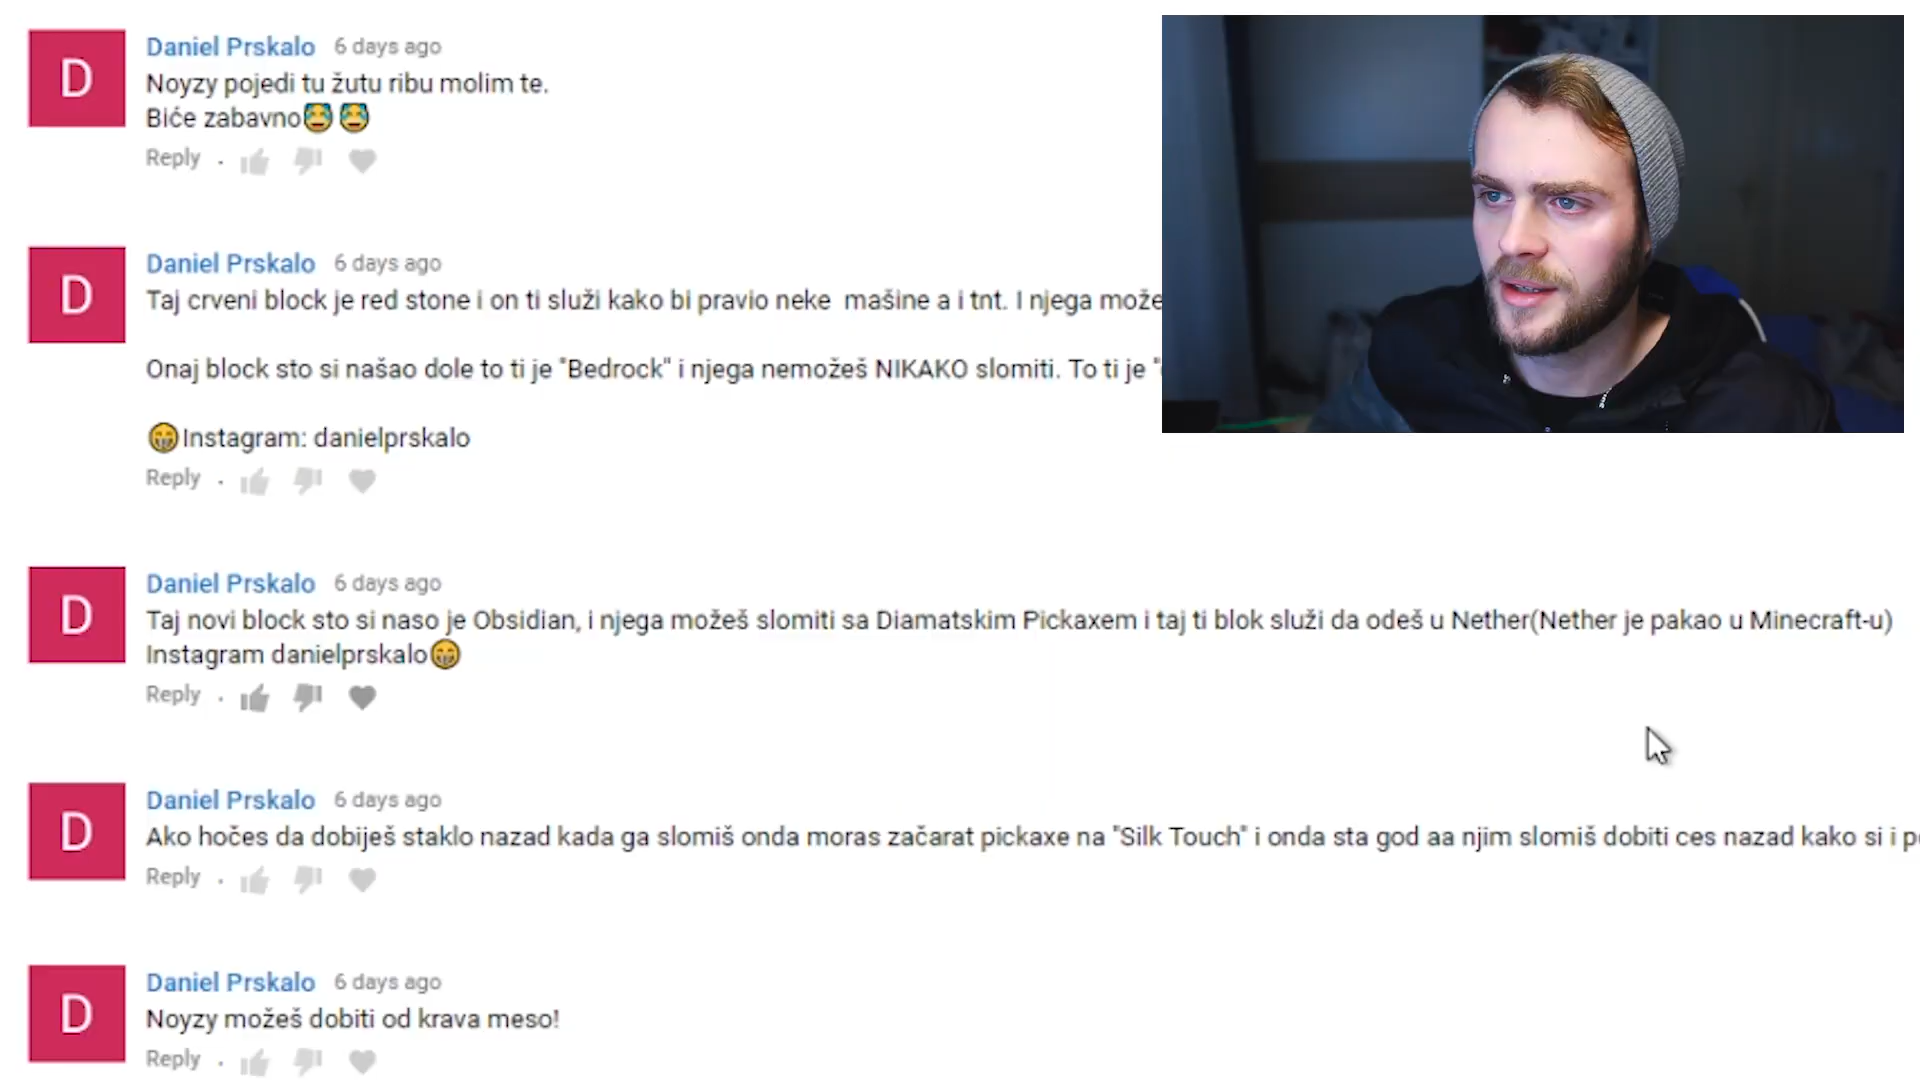 D
Daniel Prskalo 6 days ago
Noyzy pojedi tu žutu ribu molim te.
Biće zabavno😂😂
Reply .
D
Daniel Prskalo 6 days ago
Taj crveni block je red stone i on ti služi kako bi pravio neke mašine a i tnt. I njega može
Onaj block sto si našao dole to ti je "Bedrock" i njega nemožeš NIKAKO slomiti. To ti je "
😁Instagram: danielprskalo
Reply .
D
Daniel Prskalo 6 days ago
Taj novi block sto si naso je Obsidian, i njega možeš slomiti sa Diamatskim Pickaxem i taj ti blok služi da odeš u Nether(Nether je pakao u Minecraft-u)
Instagram danielprskalo😁
Reply .
D
Daniel Prskalo 6 days ago
Ako hočes da dobiješ staklo nazad kada ga slomiš onda moras začarat pickaxe na "Silk Touch" i onda sta god aa njim slomiš dobiti ces nazad kako si i
Reply .
D
Daniel Prskalo 6 days ago
Noyzy možeš dobiti od krava meso!
Reply .